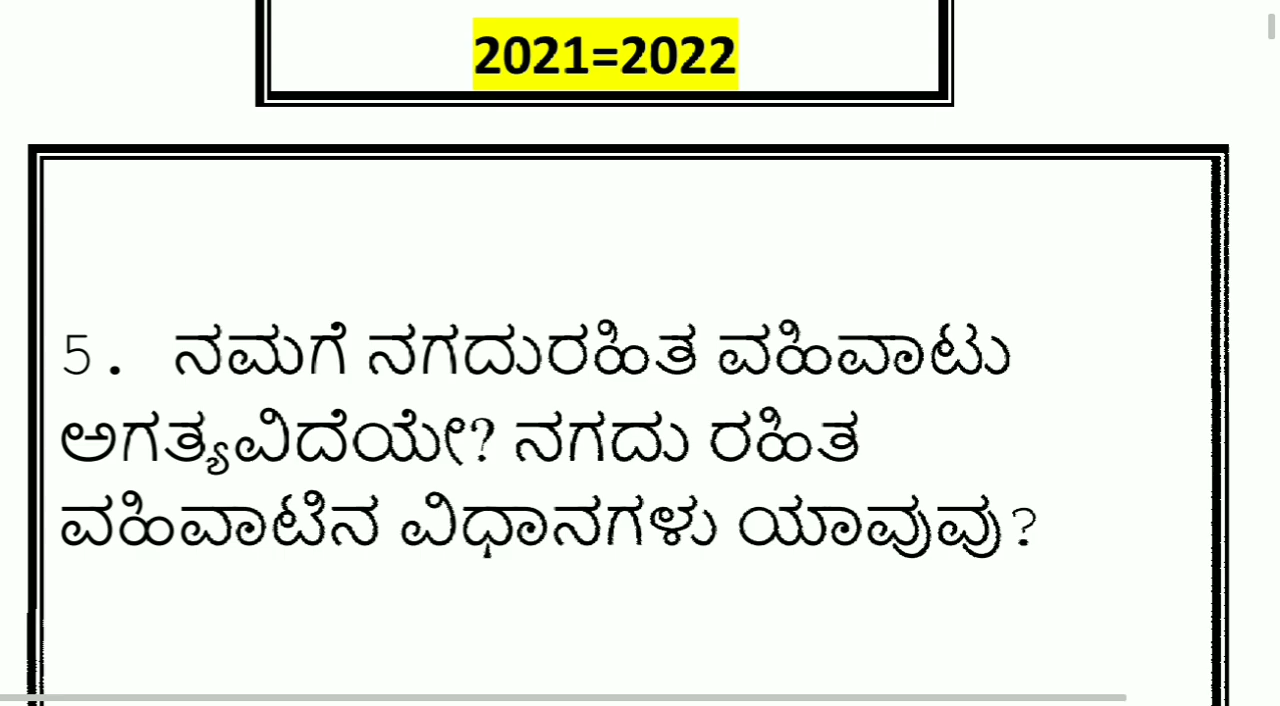 2021=2022
5. ನಮಗೆ ನಗದುರಹಿತ ವಹಿವಾಟು
ಅಗತ್ಯವಿದೆಯೇ? ನಗದು ರಹಿತ
ವಹಿವಾಟಿನ ವಿಧಾನಗಳು ಯಾವುವು?